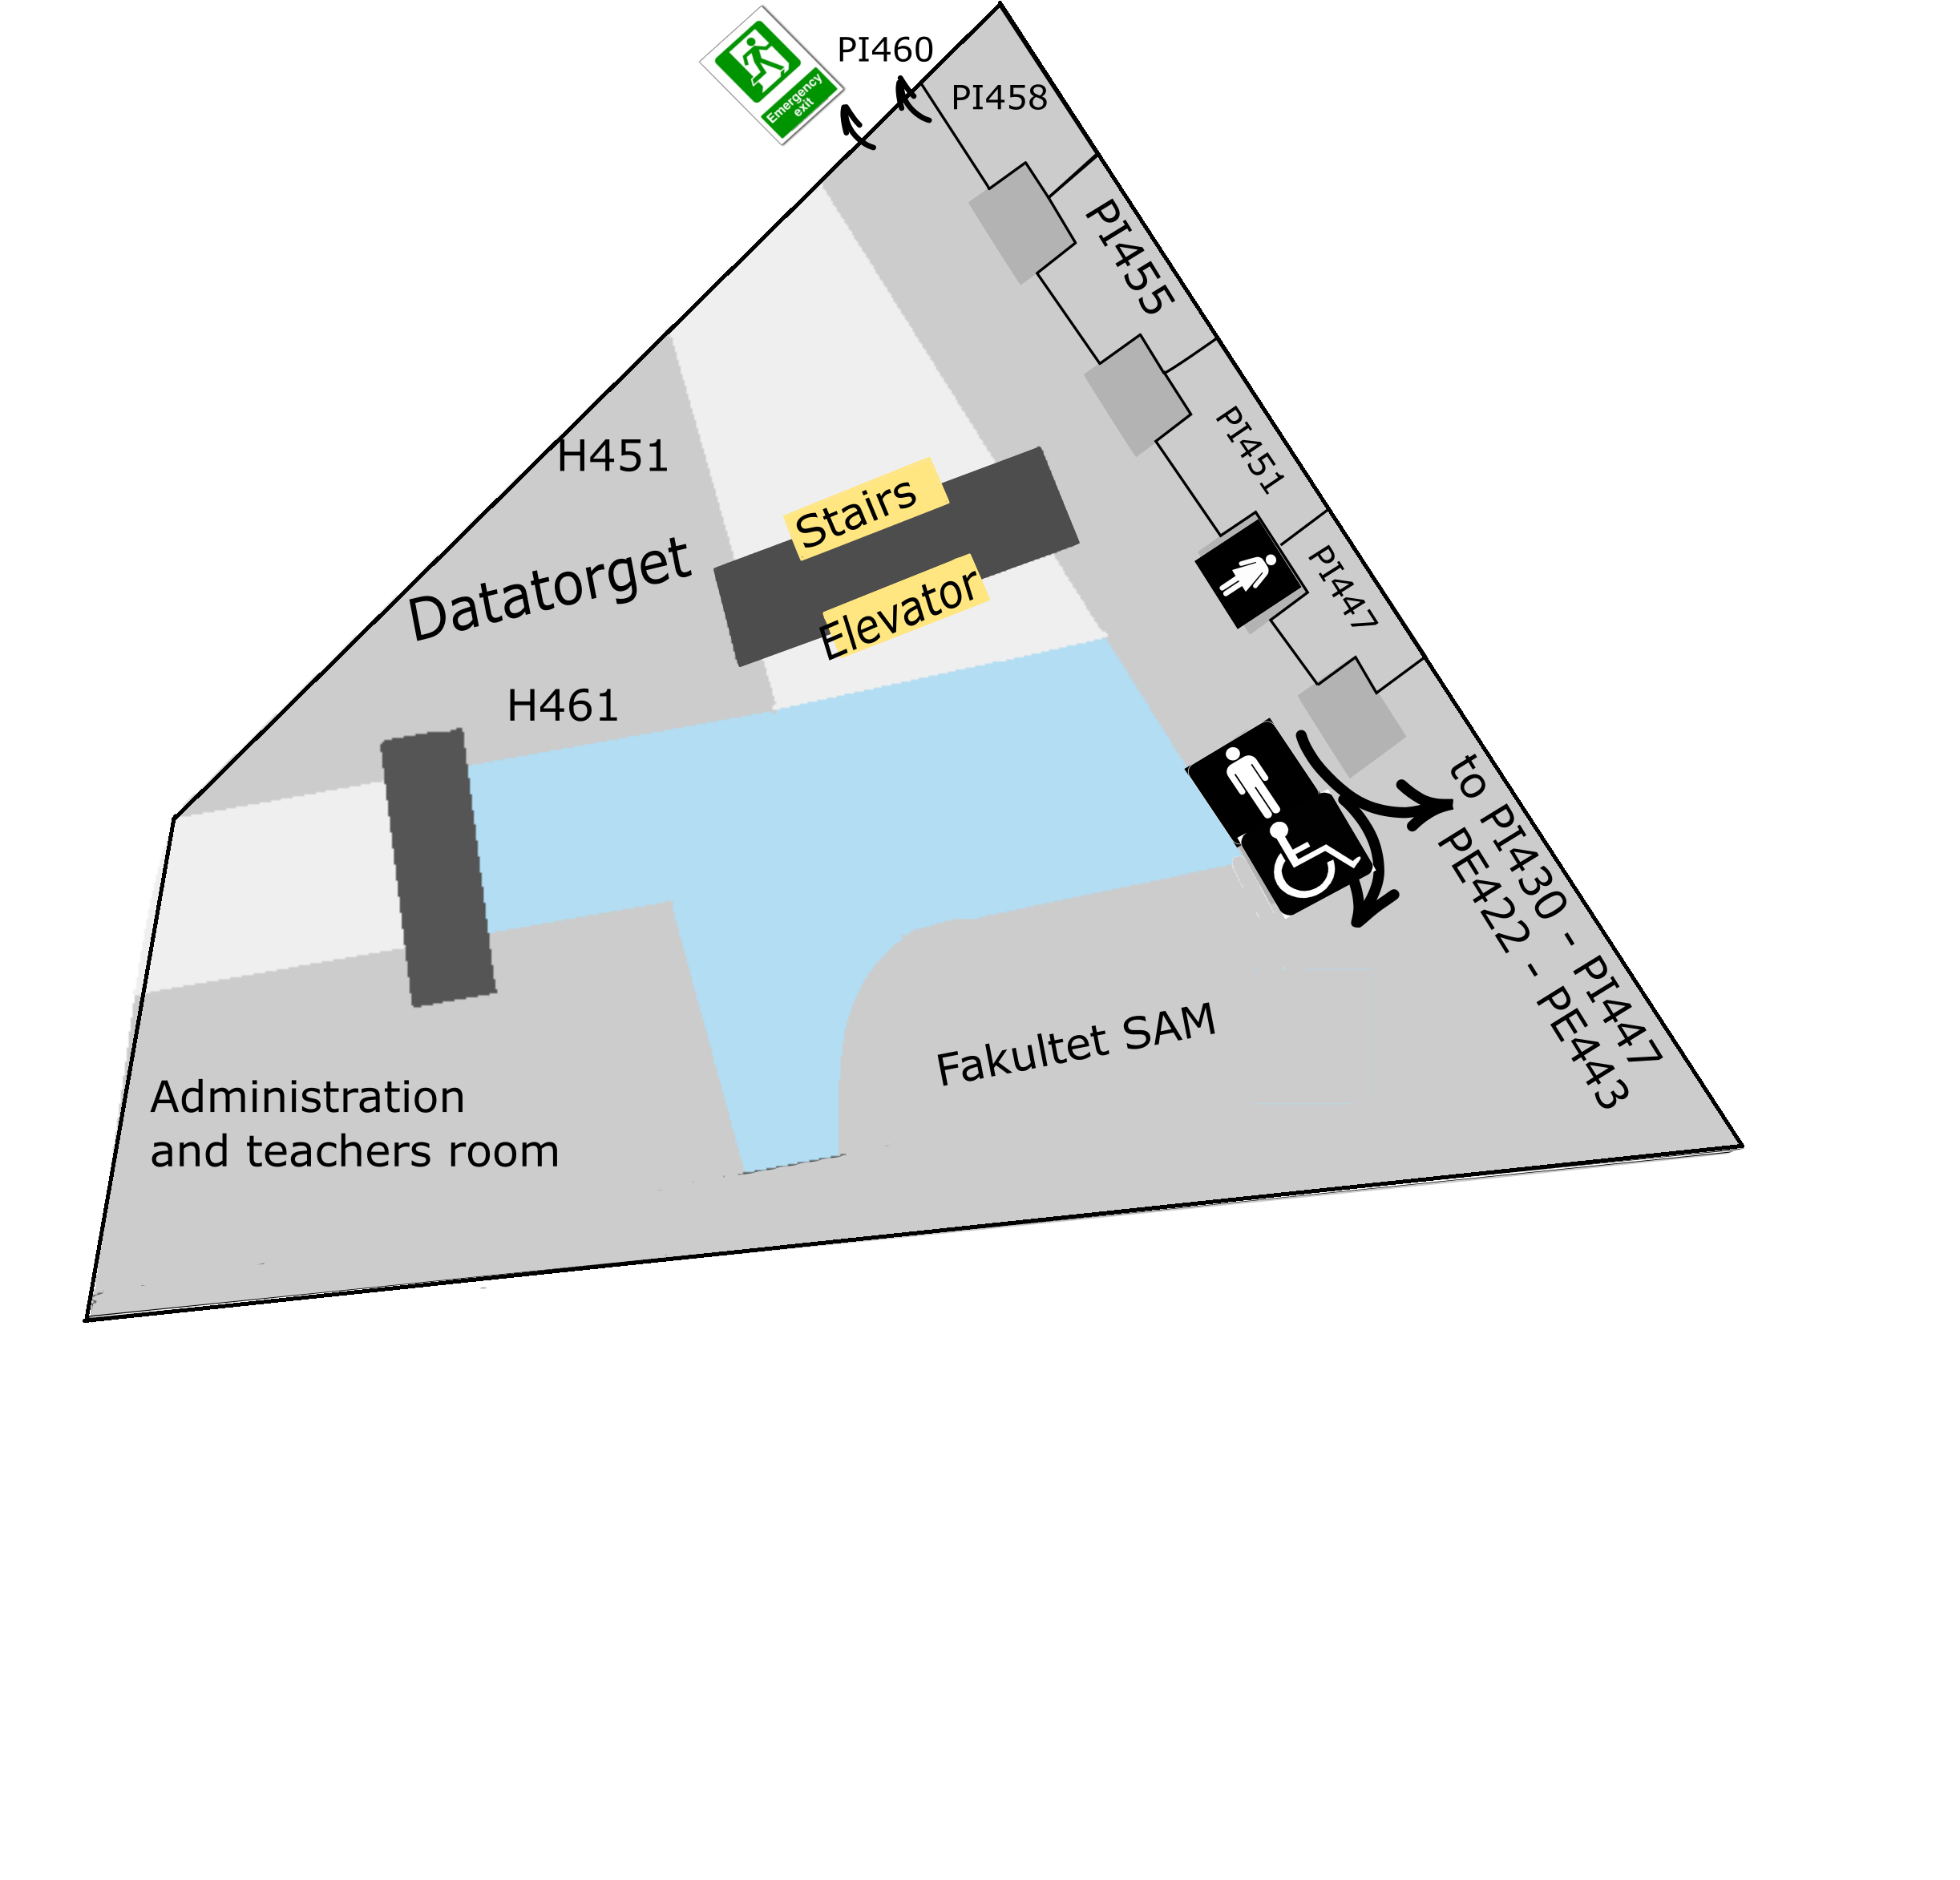 PI460
Emergency
exit
PI458
PI455
PI451
H451
Stairs
Datatorget
Elevator
PI447
H461
to PI430 - PI447
PE422 - PE443
Fakultet SAM
Administration
and teachers room